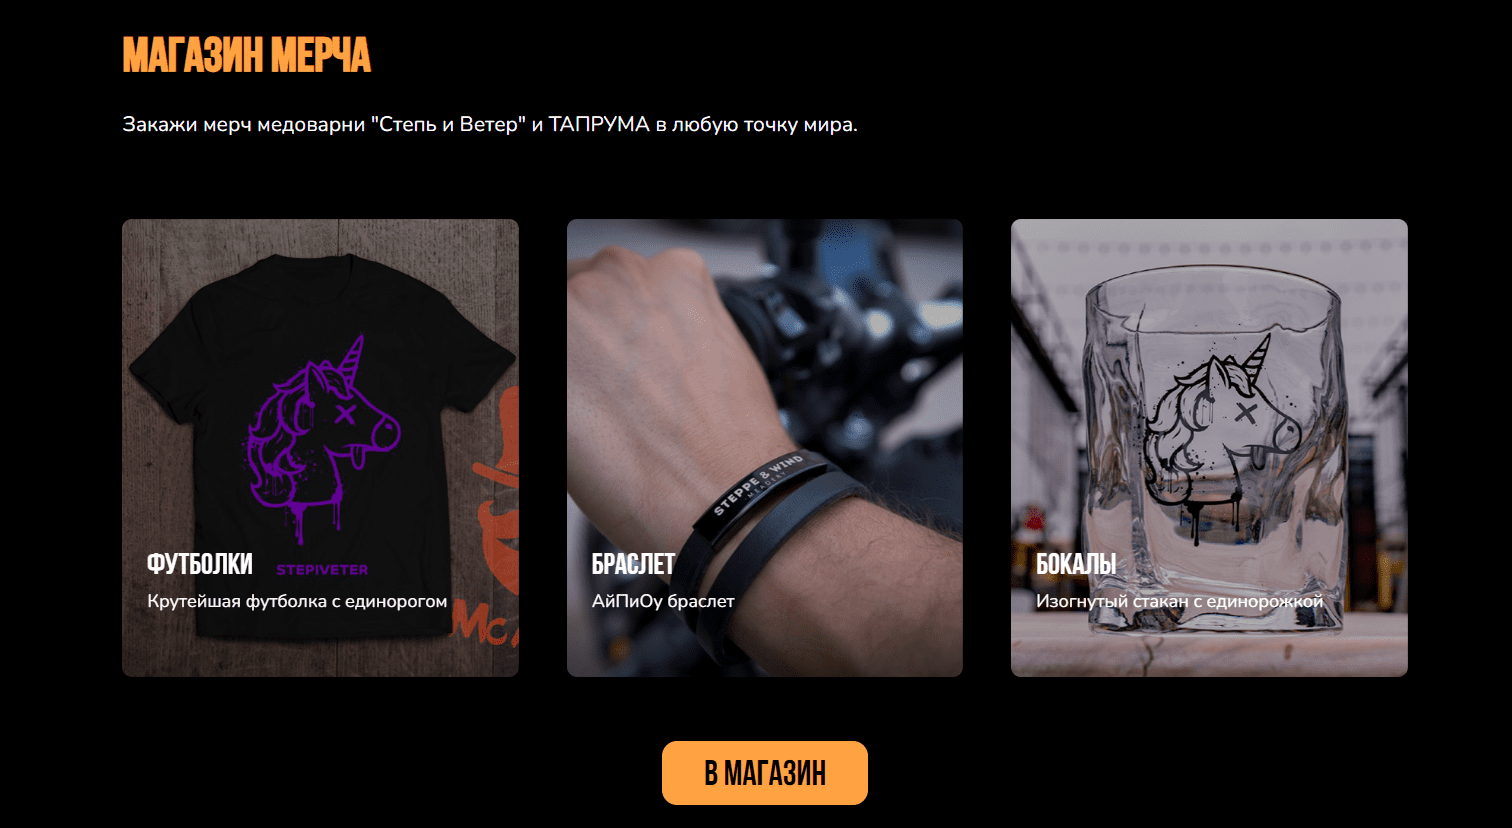 МАГАЗИН МЕРЧА
Закажи мерч медоварни "Степь и Ветер" и ТАПРУМА в любую точку мира.
STEPPE & WIND
MEADERY
ФУТБОЛКИ
STEPIVETER
Крутейшая футболка с единорогом
БРАСЛЕТ
АйПиОу браслет
БОКАЛЫ
Изогнутый стакан с единорожкой
В МАГАЗИН